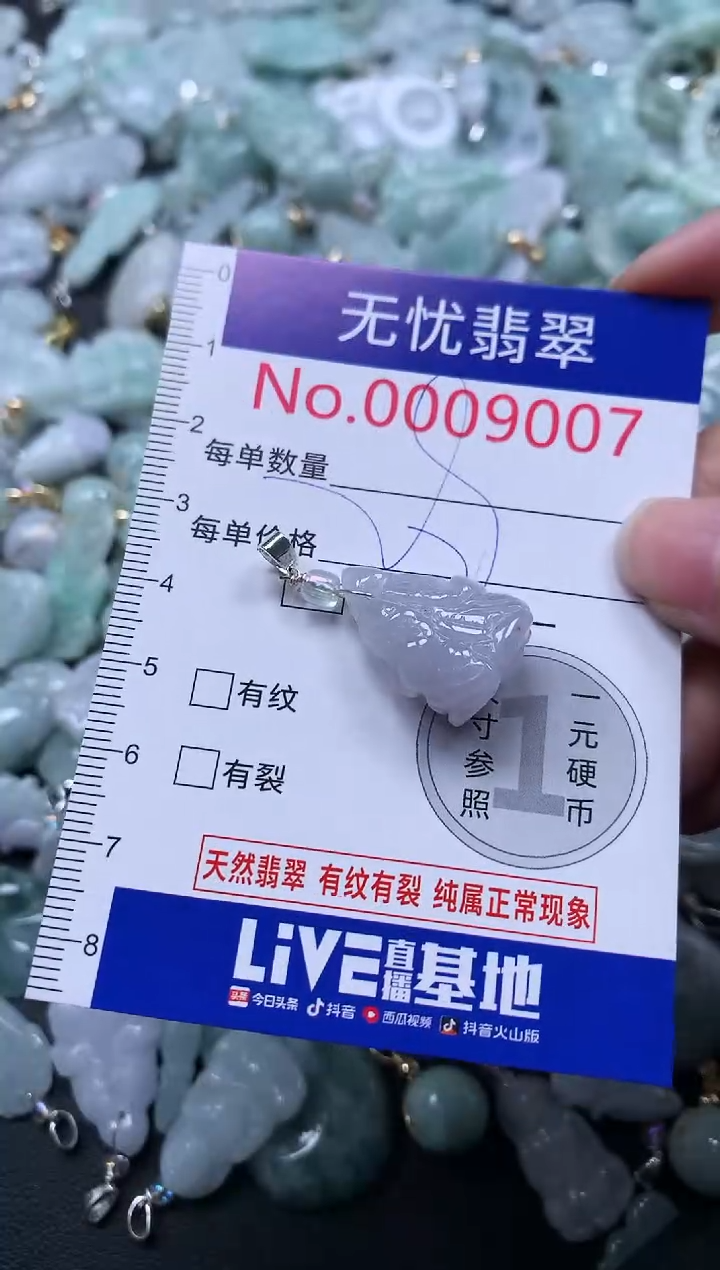 0
1
2
3
4
5
6
7
8
无忧翡翠
No.0009007
每单数量
每单价格
有纹
有裂
寸参照
1
一元硬币
天然翡翠 有纹有裂 纯属正常现象
LiVE直播基地
头条 今日头条 抖音 西瓜视频 抖音火山版